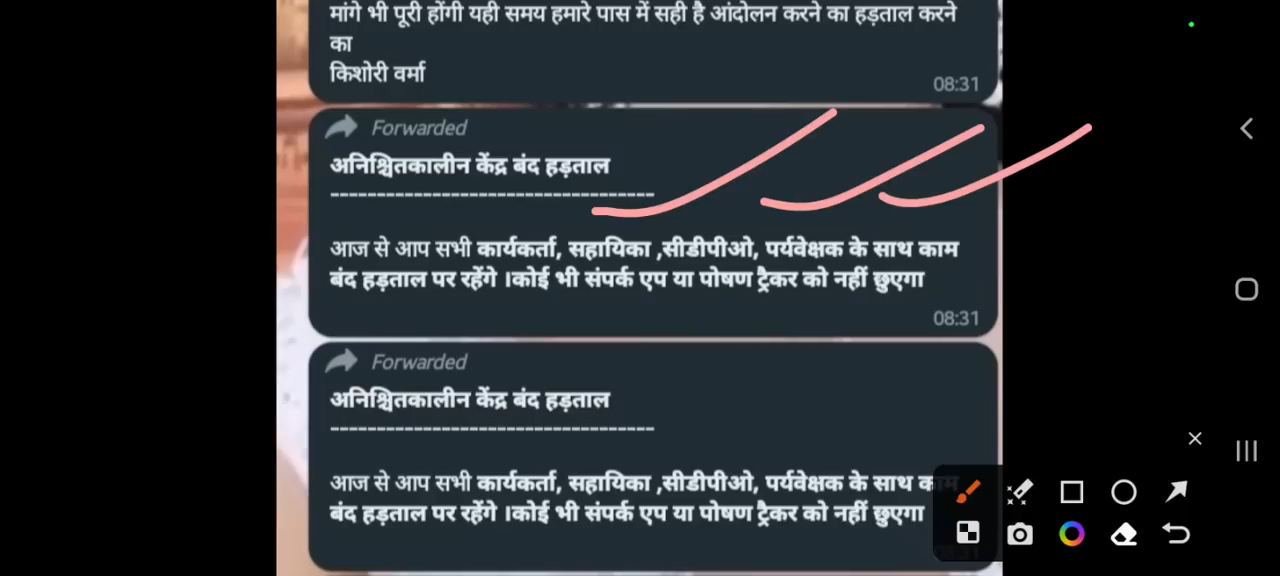 मांगे भी पूरी होंगी यही समय हमारे पास में सही है आंदोलन करने का हड़ताल करने
का
किशोरी वर्मा
08:31
Forwarded
अनिश्चितकालीन केंद्र बंद हड़ताल
-----------------------------------
आज से आप सभी कार्यकर्ता, सहायिका ,सीडीपीओ, पर्यवेक्षक के साथ काम
बंद हड़ताल पर रहेंगे ।कोई भी संपर्क एप या पोषण ट्रैकर को नहीं छुएगा
08:31
Forwarded
अनिश्चितकालीन केंद्र बंद हड़ताल
-----------------------------------
आज से आप सभी कार्यकर्ता, सहायिका ,सीडीपीओ, पर्यवेक्षक के साथ काम
बंद हड़ताल पर रहेंगे ।कोई भी संपर्क एप या पोषण ट्रैकर को नहीं छुएगा